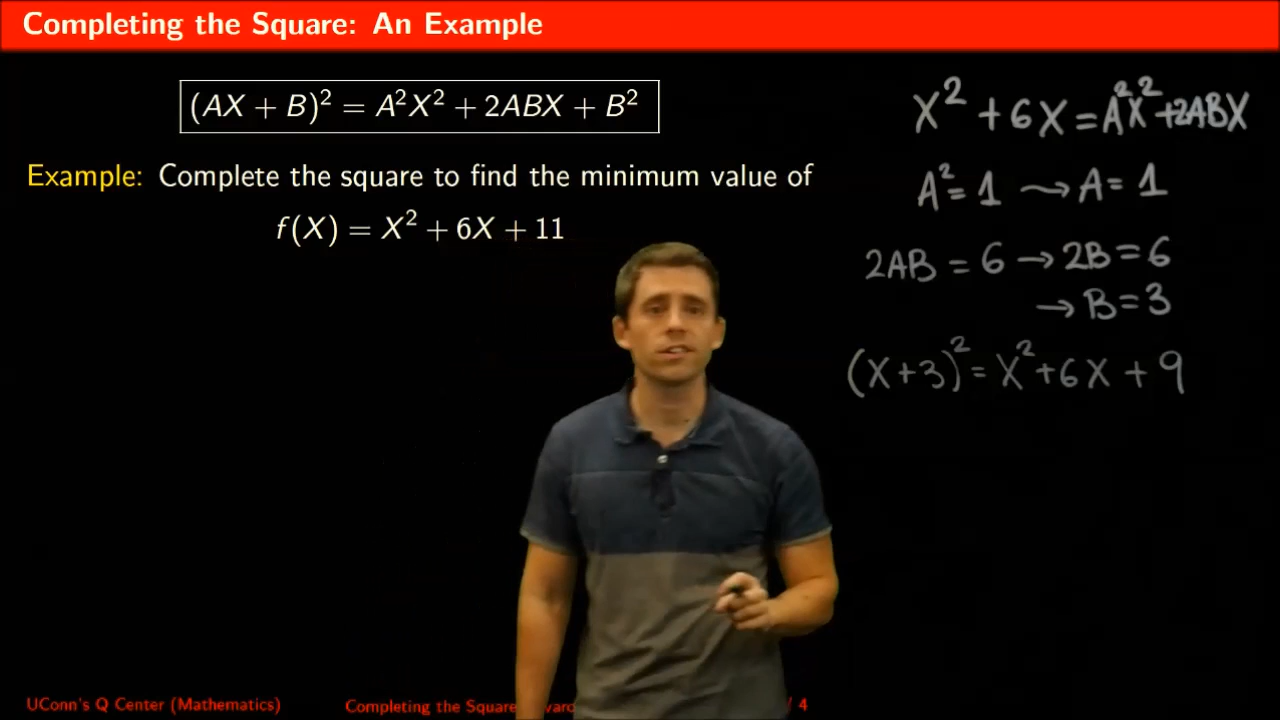 Completing the Square: An Example
(AX + B)² = A²X² + 2ABX + B²
Example: Complete the square to find the minimum value of
f(X) = X² + 6X + 11
X² + 6X = A²X² + 2ABX
A² = 1 → A = 1
2AB = 6 → 2B = 6
→ B = 3
(X+3)² = X² + 6X + 9
UConn's Q Center (Mathematics)
Completing the Square
/ 4